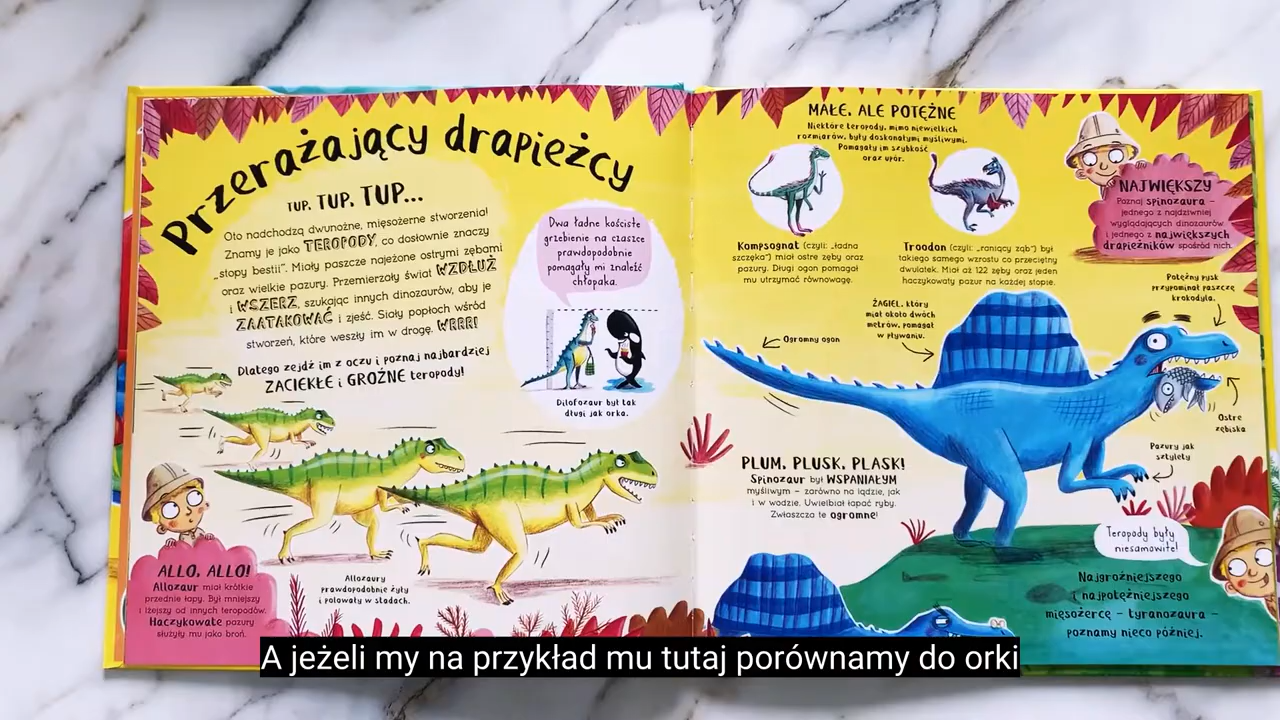 Przerażający drapieżcy
TUP, TUP, TUP...
Oto nadchodzą dwunożne, mięsożerne stworzenia!
Znamy je jako TEROPODY, co dosłownie znaczy
„stopy bestii”. Miały paszcze najeżone ostrymi zębami
oraz wielkie pazury. Przemierzały świat WZDŁUŻ
i WSZERZ, szukając innych dinozaurów, aby je
ZAATAKOWAĆ i zjeść. Siały popłoch wśród
stworzeń, które weszły im w drogę. WRRR!
Dlatego zejdź im z oczu i poznaj najbardziej
ZACIEKŁE i GROŹNE teropody!
Dwa ładne kościste
grzebienie na czaszce
prawdopodobnie
pomagały mi znaleźć
chłopaka.
Dilofozaur był tak
długi jak orka.
ALLO, ALLO!
Allozaur miał krótkie
przednie łapy. Był mniejszy
i lżejszy od innych teropodów.
Haczykowate pazury
służyły mu jako broń.
Allozaury
prawdopodobnie żyły
i polowały w stadach.
MAŁE, ALE POTĘŻNE
Niektóre teropody, mimo niewielkich
rozmiarów, były doskonałymi myśliwymi.
Pomagały im szybkość
oraz upór.
Kompsognat (czyli: „ładna
szczęka”) miał ostre zęby oraz
pazury. Długi ogon pomagał
mu utrzymać równowagę.
Troodon (czyli: „raniący ząb”) był
takiego samego wzrostu co przeciętny
dwulatek. Miał aż 122 zęby oraz jeden
haczykowaty pazur na każdej stopie.
NAJWIĘKSZY
Poznaj spinozaura –
jednego z najdziwniej
wyglądających dinozaurów
i jednego z największych
drapieżników spośród nich.
Potężny pysk
przypominał paszczę
krokodyla.
ŻAGIEL, który
miał około dwóch
metrów, pomagał
w pływaniu.
Ogromny ogon
Ostre
zębiska
Pazury jak
sztylety
PLUM, PLUSK, PLASK!
Spinozaur był WSPANIAŁYM
myśliwym – zarówno na lądzie, jak
i w wodzie. Uwielbiał łapać ryby.
Zwłaszcza te ogromne!
Teropody były
niesamowite!
Najgroźniejszego
i najpotężniejszego
mięsożercę – tyranozaura –
poznamy nieco później.
A jeżeli my na przykład mu tutaj porównamy do orki